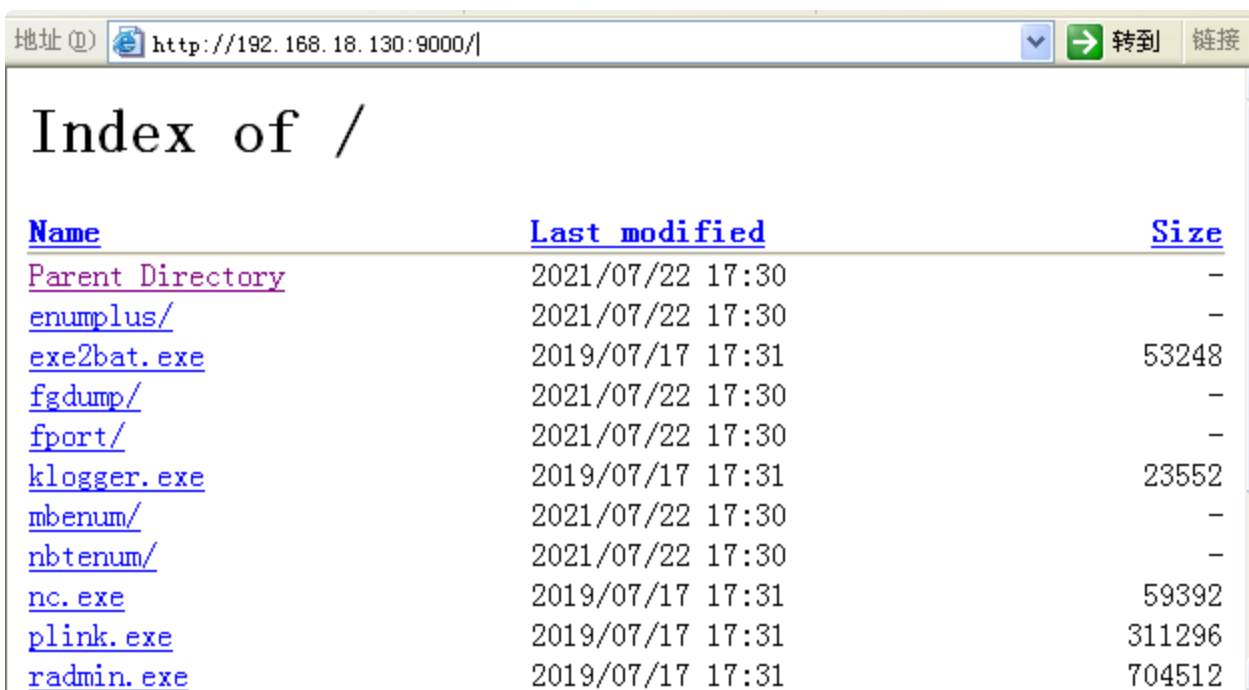 地址(D) http://192.168.18.130:9000/ 转到 链接
Index of /
Name Last modified Size
Parent Directory 2021/07/22 17:30 -
enumplus/ 2021/07/22 17:30 -
exe2bat.exe 2019/07/17 17:31 53248
fgdump/ 2021/07/22 17:30 -
fport/ 2021/07/22 17:30 -
klogger.exe 2019/07/17 17:31 23552
mbenum/ 2021/07/22 17:30 -
nbtenum/ 2021/07/22 17:30 -
nc.exe 2019/07/17 17:31 59392
plink.exe 2019/07/17 17:31 311296
radmin.exe 2019/07/17 17:31 704512